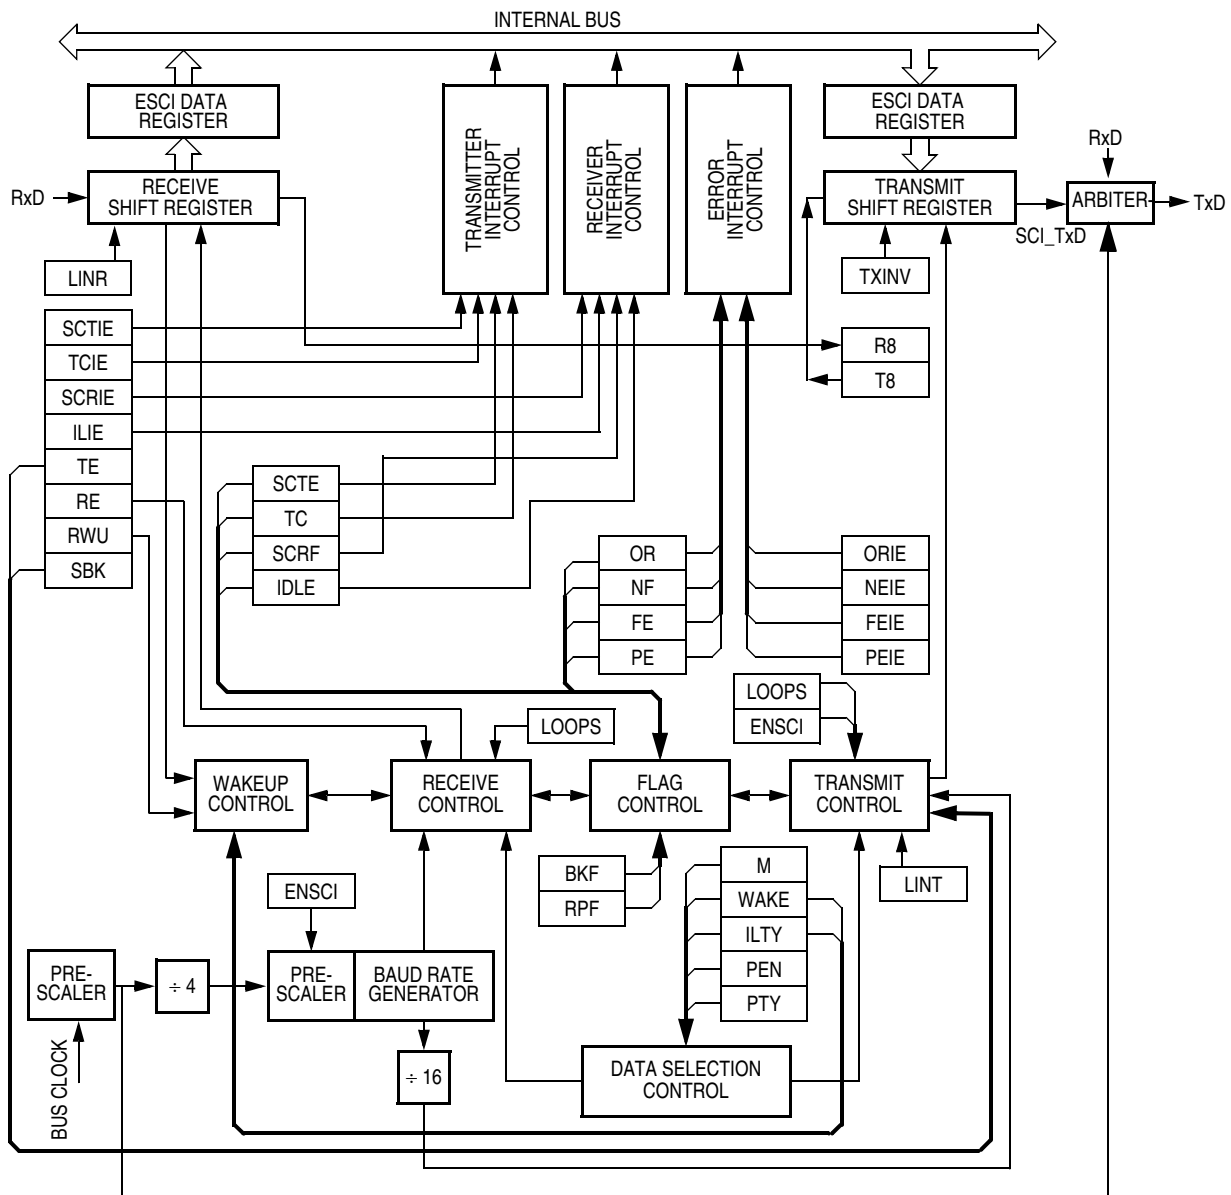 INTERNAL BUS
ESCI DATA
REGISTER
ESCI DATA
REGISTER
TRANSMITTER
INTERRUPT
CONTROL
RECEIVER
INTERRUPT
CONTROL
ERROR
INTERRUPT
CONTROL
RxD
RxD
RECEIVE
SHIFT REGISTER
TRANSMIT
SHIFT REGISTER
ARBITER
TxD
SCI_TxD
LINR
TXINV
SCTIE
TCIE
SCRIE
ILIE
TE
RE
RWU
SBK
R8
T8
SCTE
TC
SCRF
IDLE
OR
NF
FE
PE
ORIE
NEIE
FEIE
PEIE
LOOPS
LOOPS
ENSCI
WAKEUP
CONTROL
RECEIVE
CONTROL
FLAG
CONTROL
TRANSMIT
CONTROL
BKF
RPF
M
WAKE
ILTY
PEN
PTY
LINT
ENSCI
PRE-
SCALER
÷ 4
PRE-
SCALER
BAUD RATE
GENERATOR
÷ 16
DATA SELECTION
CONTROL
BUS CLOCK